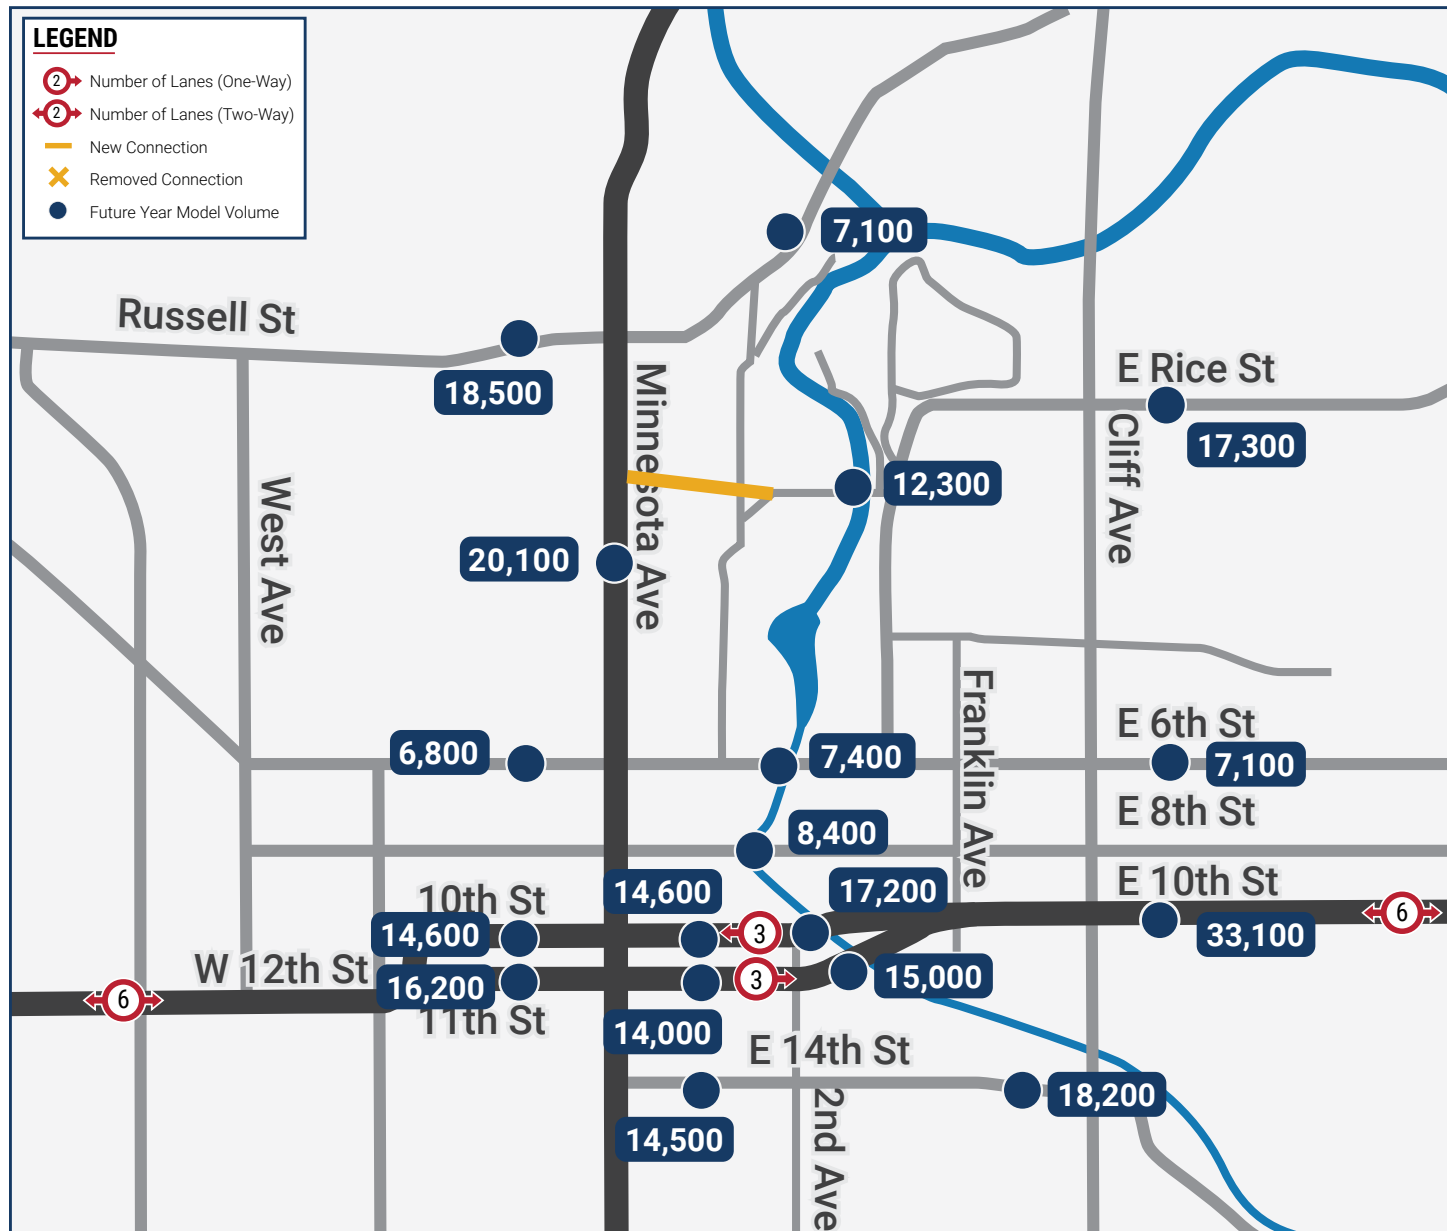 LEGEND
2 Number of Lanes (One-Way)
2 Number of Lanes (Two-Way)
New Connection
Removed Connection
Future Year Model Volume
7,100
Russell St
18,500
Minnesota Ave
E Rice St
17,300
Cliff Ave
West Ave
12,300
20,100
Franklin Ave
E 6th St
6,800
7,400
7,100
E 8th St
8,400
14,600
17,200
E 10th St
10th St
14,600
3
6
33,100
W 12th St
16,200
3
15,000
6
11th St
14,000
E 14th St
18,200
14,500
2nd Ave